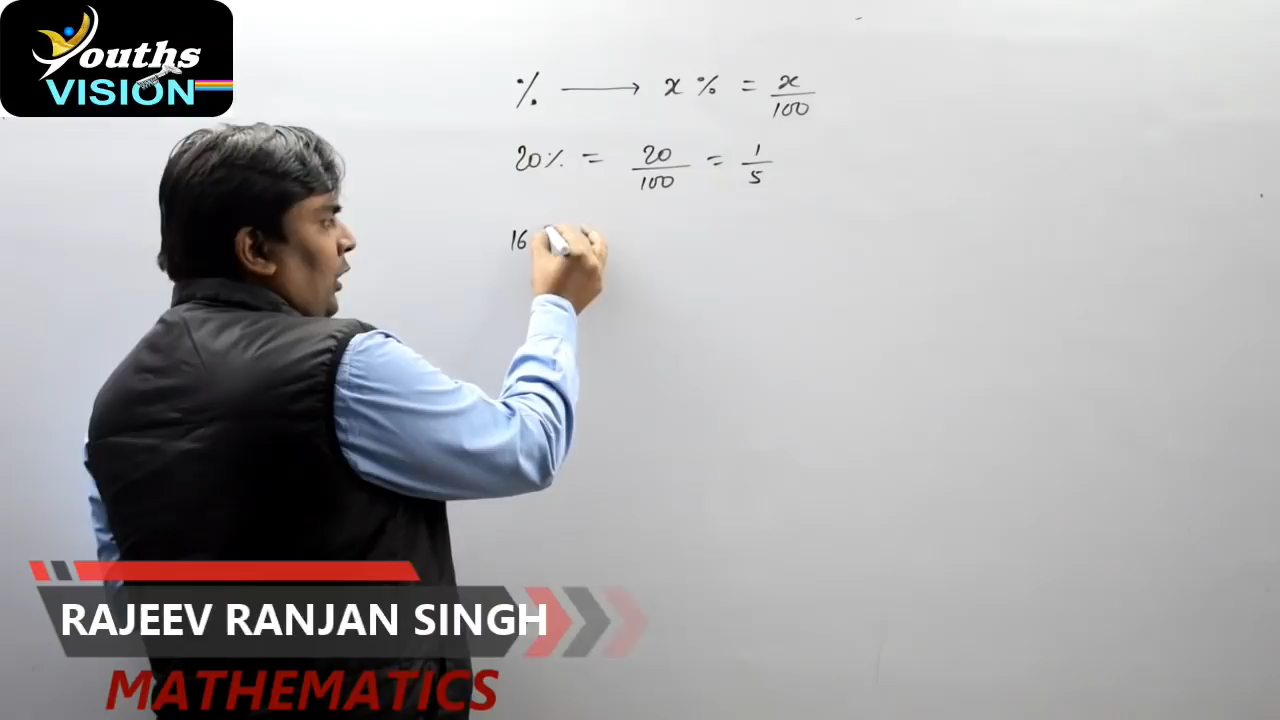 Youths
VISION
% → x % = x/100
20% = 20/100 = 1/5
16
RAJEEV RANJAN SINGH
MATHEMATICS